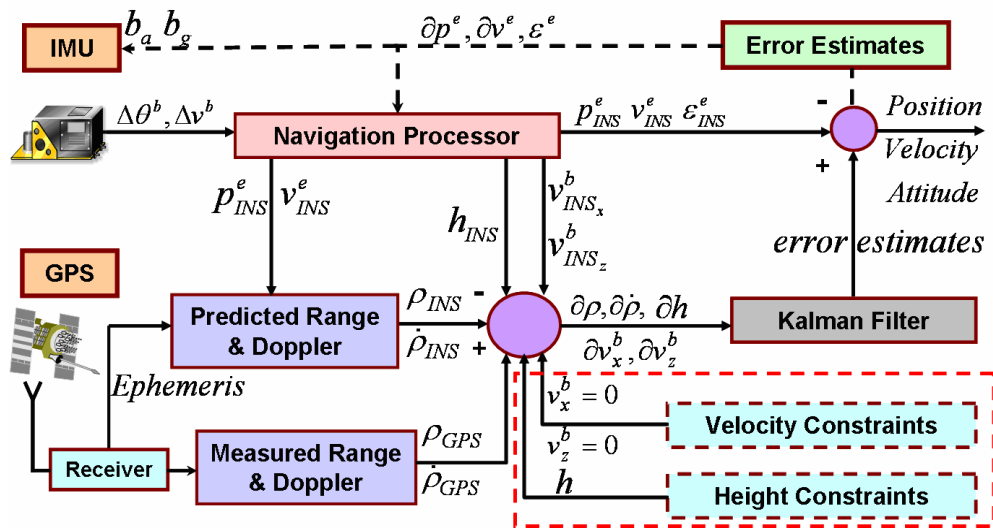 IMU
b_a b_g
∂p^e, ∂v^e, ε^e
Error Estimates
Δθ^b, Δv^b
Navigation Processor
p^e_INS v^e_INS ε^e_INS
-
+
Position
Velocity
Attitude
p^e_INS v^e_INS
h_INS
v^b_INS_x
v^b_INS_z
error estimates
GPS
Predicted Range
& Doppler
ρ_INS
ρ̇_INS
-
+
∂ρ, ∂ρ̇, ∂h
∂v^b_x, ∂v^b_z
Kalman Filter
Ephemeris
v^b_x = 0
v^b_z = 0
Velocity Constraints
Receiver
Measured Range
& Doppler
ρ_GPS
ρ̇_GPS
h
Height Constraints